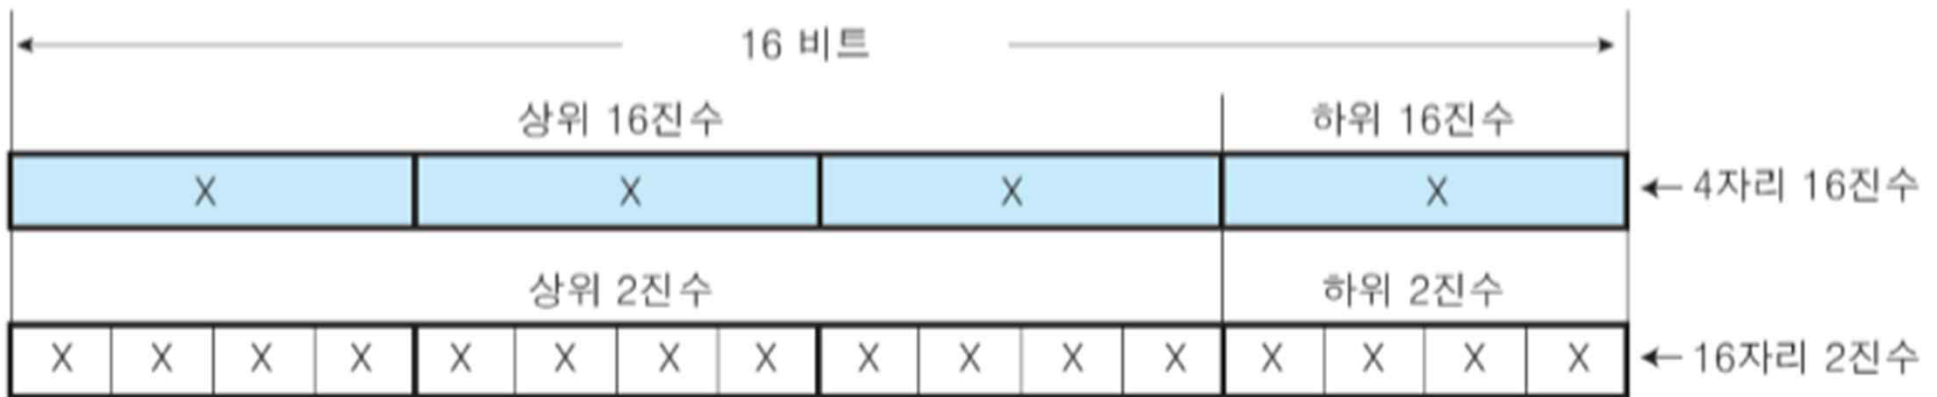 16 비트
상위 16진수 하위 16진수
X X X X ← 4자리 16진수
상위 2진수 하위 2진수
X X X X X X X X X X X X X X X X ← 16자리 2진수